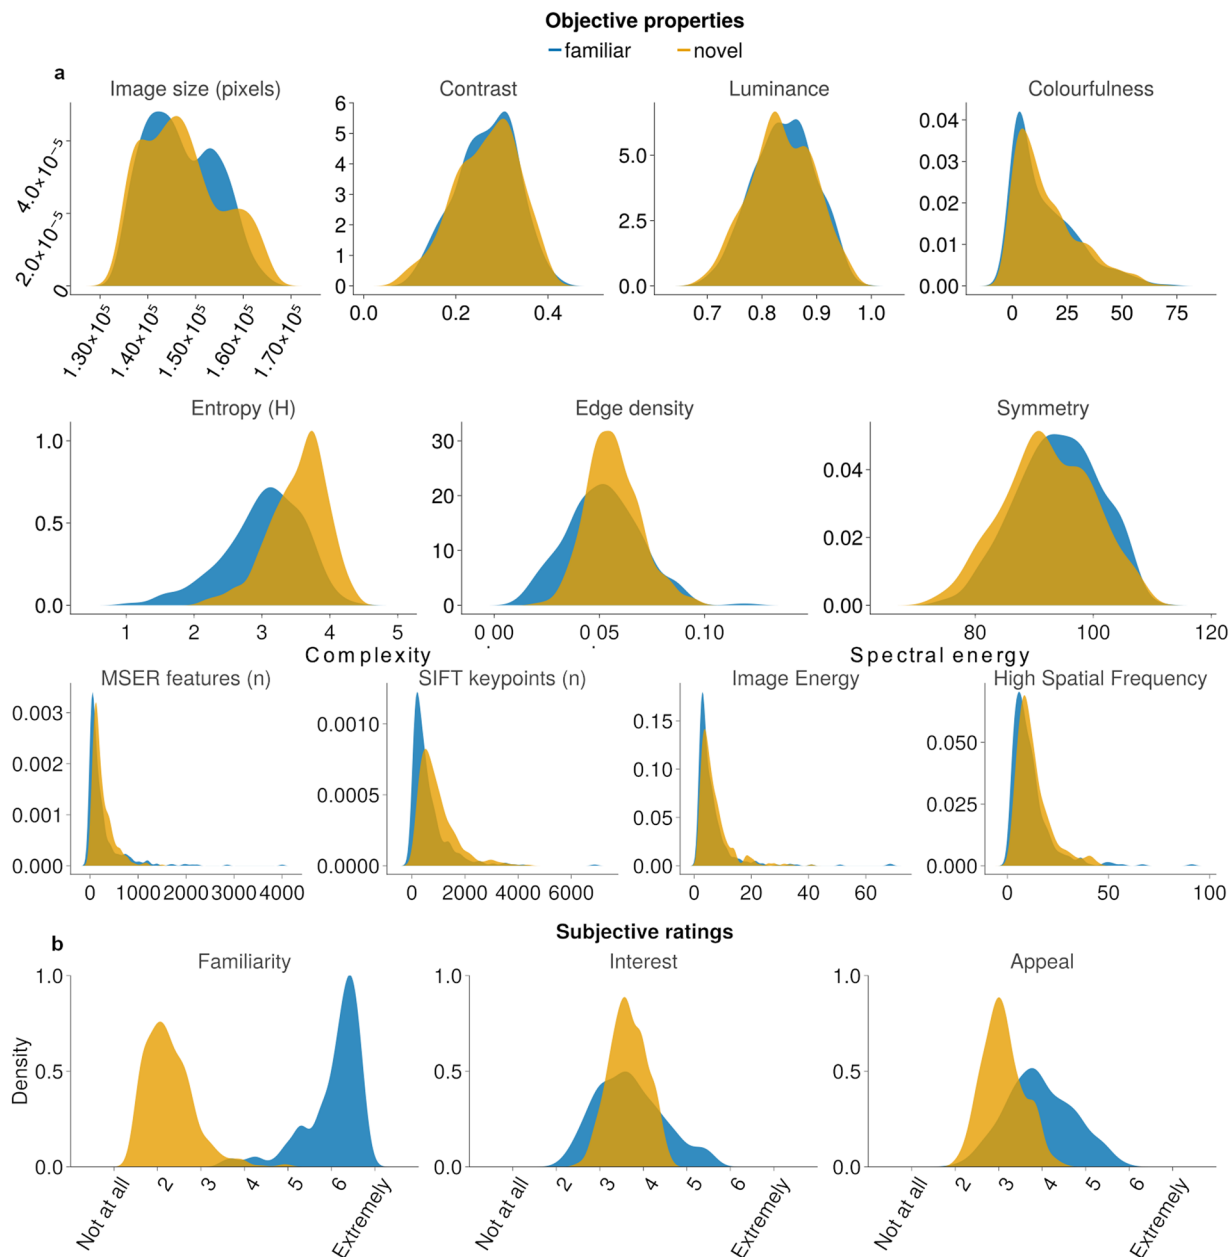 Objective properties
familiar novel
a
Image size (pixels) Contrast Luminance Colourfulness
4.0×10⁻⁵
2.0×10⁻⁵
0
1.30×10⁵ 1.40×10⁵ 1.50×10⁵ 1.60×10⁵ 1.70×10⁵
6
5
4
3
2
1
0
0.0 0.2 0.4
5.0
2.5
0.0
0.7 0.8 0.9 1.0
0.04
0.03
0.02
0.01
0.00
0 25 50 75
Entropy (H) Edge density Symmetry
1.0
0.5
0.0
1 2 3 4 5
30
20
10
0
0.00 0.05 0.10
0.04
0.02
0.00
80 100 120
Complexity Spectral energy
MSER features (n) SIFT keypoints (n) Image Energy High Spatial Frequency
0.003
0.002
0.001
0.000
0 1000 2000 3000 4000
0.0010
0.0005
0.0000
0 2000 4000 6000
0.15
0.10
0.05
0.00
0 20 40 60
0.050
0.025
0.000
0 50 100
b
Subjective ratings
Familiarity Interest Appeal
Density
1.0
0.5
0.0
Not at all 2 3 4 5 6 Extremely
1.0
0.5
0.0
Not at all 2 3 4 5 6 Extremely
1.0
0.5
0.0
Not at all 2 3 4 5 6 Extremely